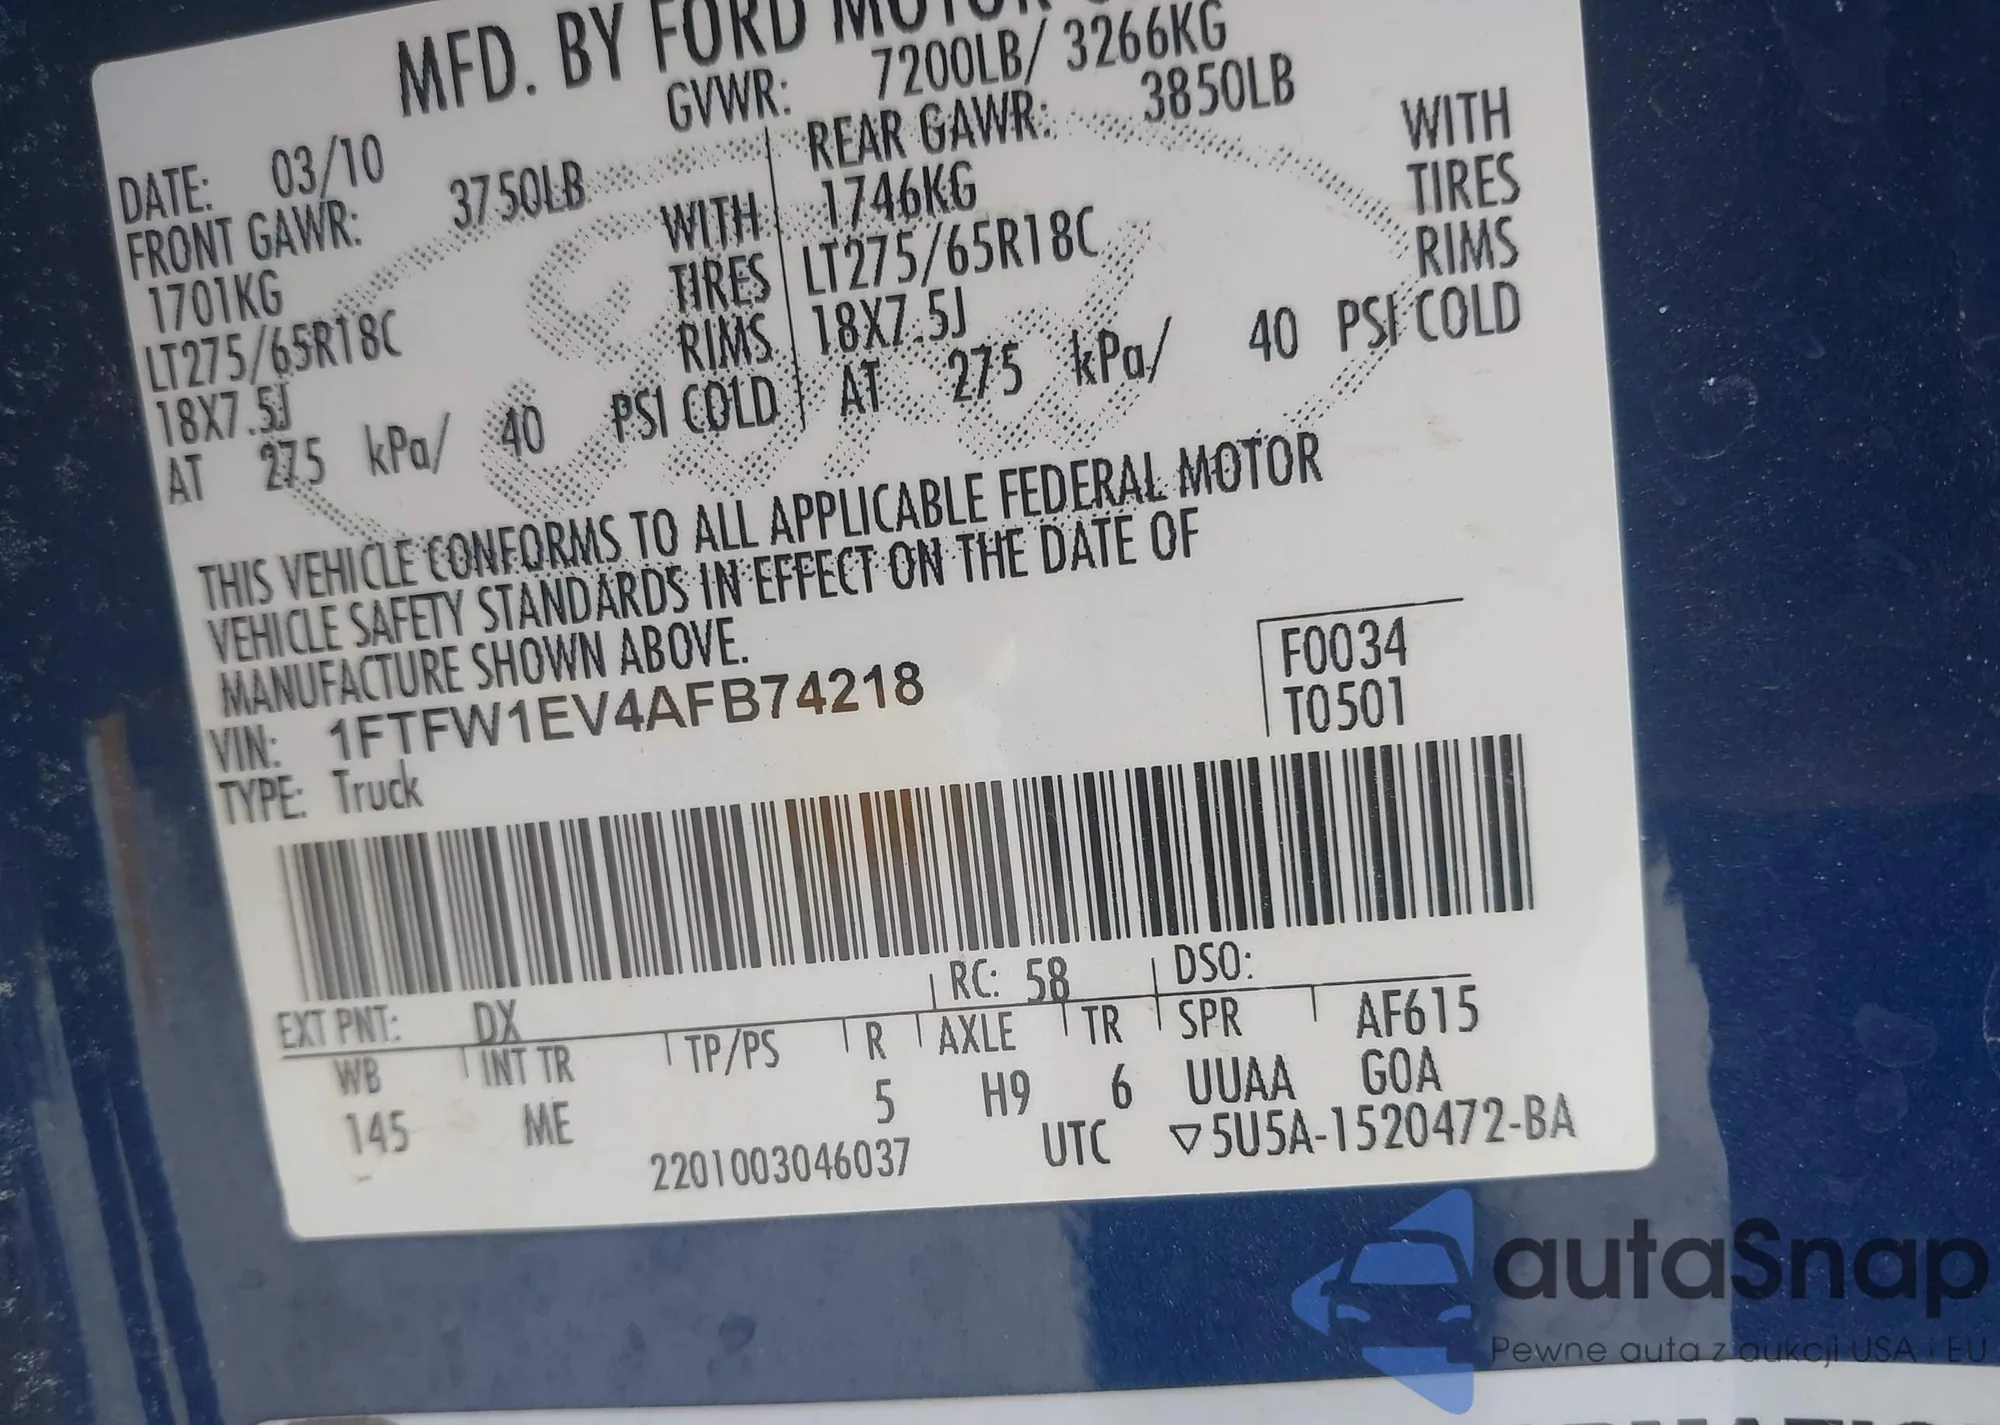 MFD. BY FORD MOTOR
GVWR: 7200LB/ 3266KG
DATE: 03/10
FRONT GAWR: 3750LB
1701KG WITH
LT275/65R18C TIRES
18X7.5J RIMS
AT 275 kPa/ 40 PSI COLD
REAR GAWR: 3850LB
1746KG WITH
LT275/65R18C TIRES
18X7.5J RIMS
AT 275 kPa/ 40 PSI COLD
THIS VEHICLE CONFORMS TO ALL APPLICABLE FEDERAL MOTOR
VEHICLE SAFETY STANDARDS IN EFFECT ON THE DATE OF
MANUFACTURE SHOWN ABOVE.
VIN: 1FTFW1EV4AFB74218
TYPE: Truck
F0034
T0501
EXT PNT: DX RC: 58 DSO:
WB INT TR TP/PS R AXLE TR SPR AF615
145 ME 5 H9 6 UUAA GOA
2201003046037 UTC ▽5U5A-1520472-BA
autaSnap
Pewne auta z aukcji USA i EU